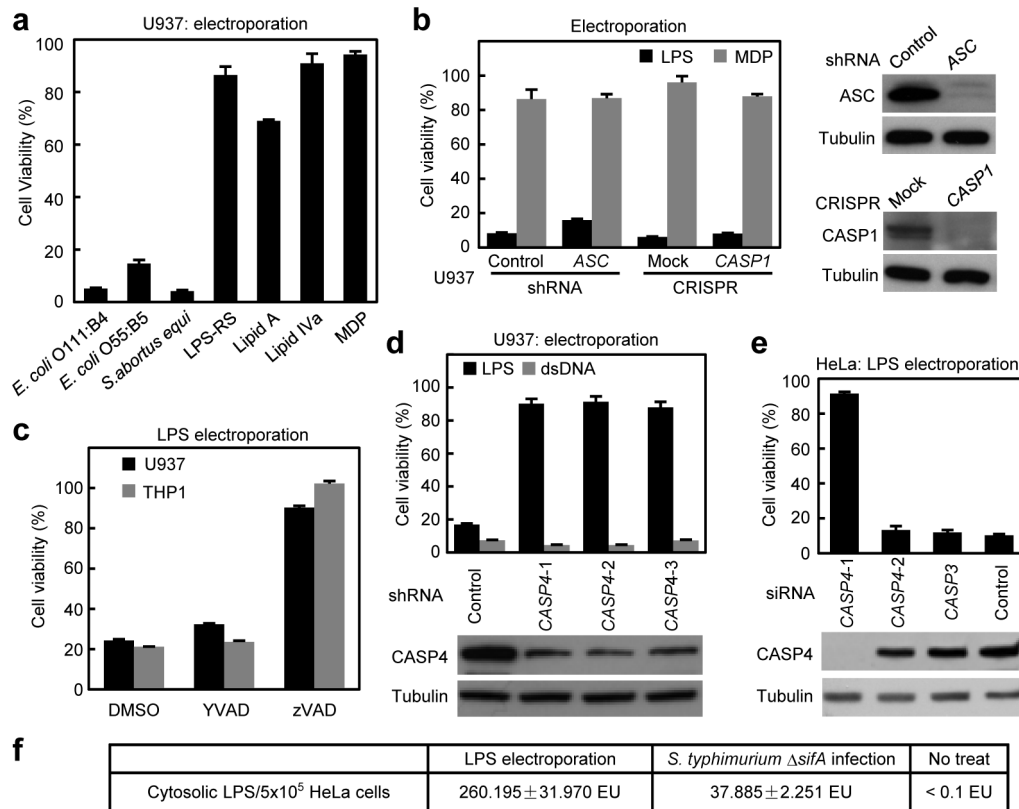 a
U937: electroporation
Cell Viability (%)
100
80
60
40
20
0
E. coli O111:B4
E. coli O55:B5
S.abortus equi
LPS-RS
Lipid A
Lipid IVa
MDP
b
Electroporation
LPS
MDP
Cell viability (%)
100
80
60
40
20
0
Control
ASC
Mock
CASP1
U937
shRNA
CRISPR
shRNA
Control
ASC
ASC
Tubulin
CRISPR
Mock
CASP1
CASP1
Tubulin
c
LPS electroporation
U937
THP1
Cell viability (%)
100
80
60
40
20
0
DMSO
YVAD
zVAD
d
U937: electroporation
LPS
dsDNA
Cell viability (%)
100
80
60
40
20
0
shRNA
Control
CASP4-1
CASP4-2
CASP4-3
CASP4
Tubulin
e
HeLa: LPS electroporation
Cell viability (%)
100
80
60
40
20
0
siRNA
CASP4-1
CASP4-2
CASP3
Control
CASP4
Tubulin
f
LPS electroporation
S. typhimurium ΔsifA infection
No treat
Cytosolic LPS/5x10⁵ HeLa cells
260.195±31.970 EU
37.885±2.251 EU
< 0.1 EU